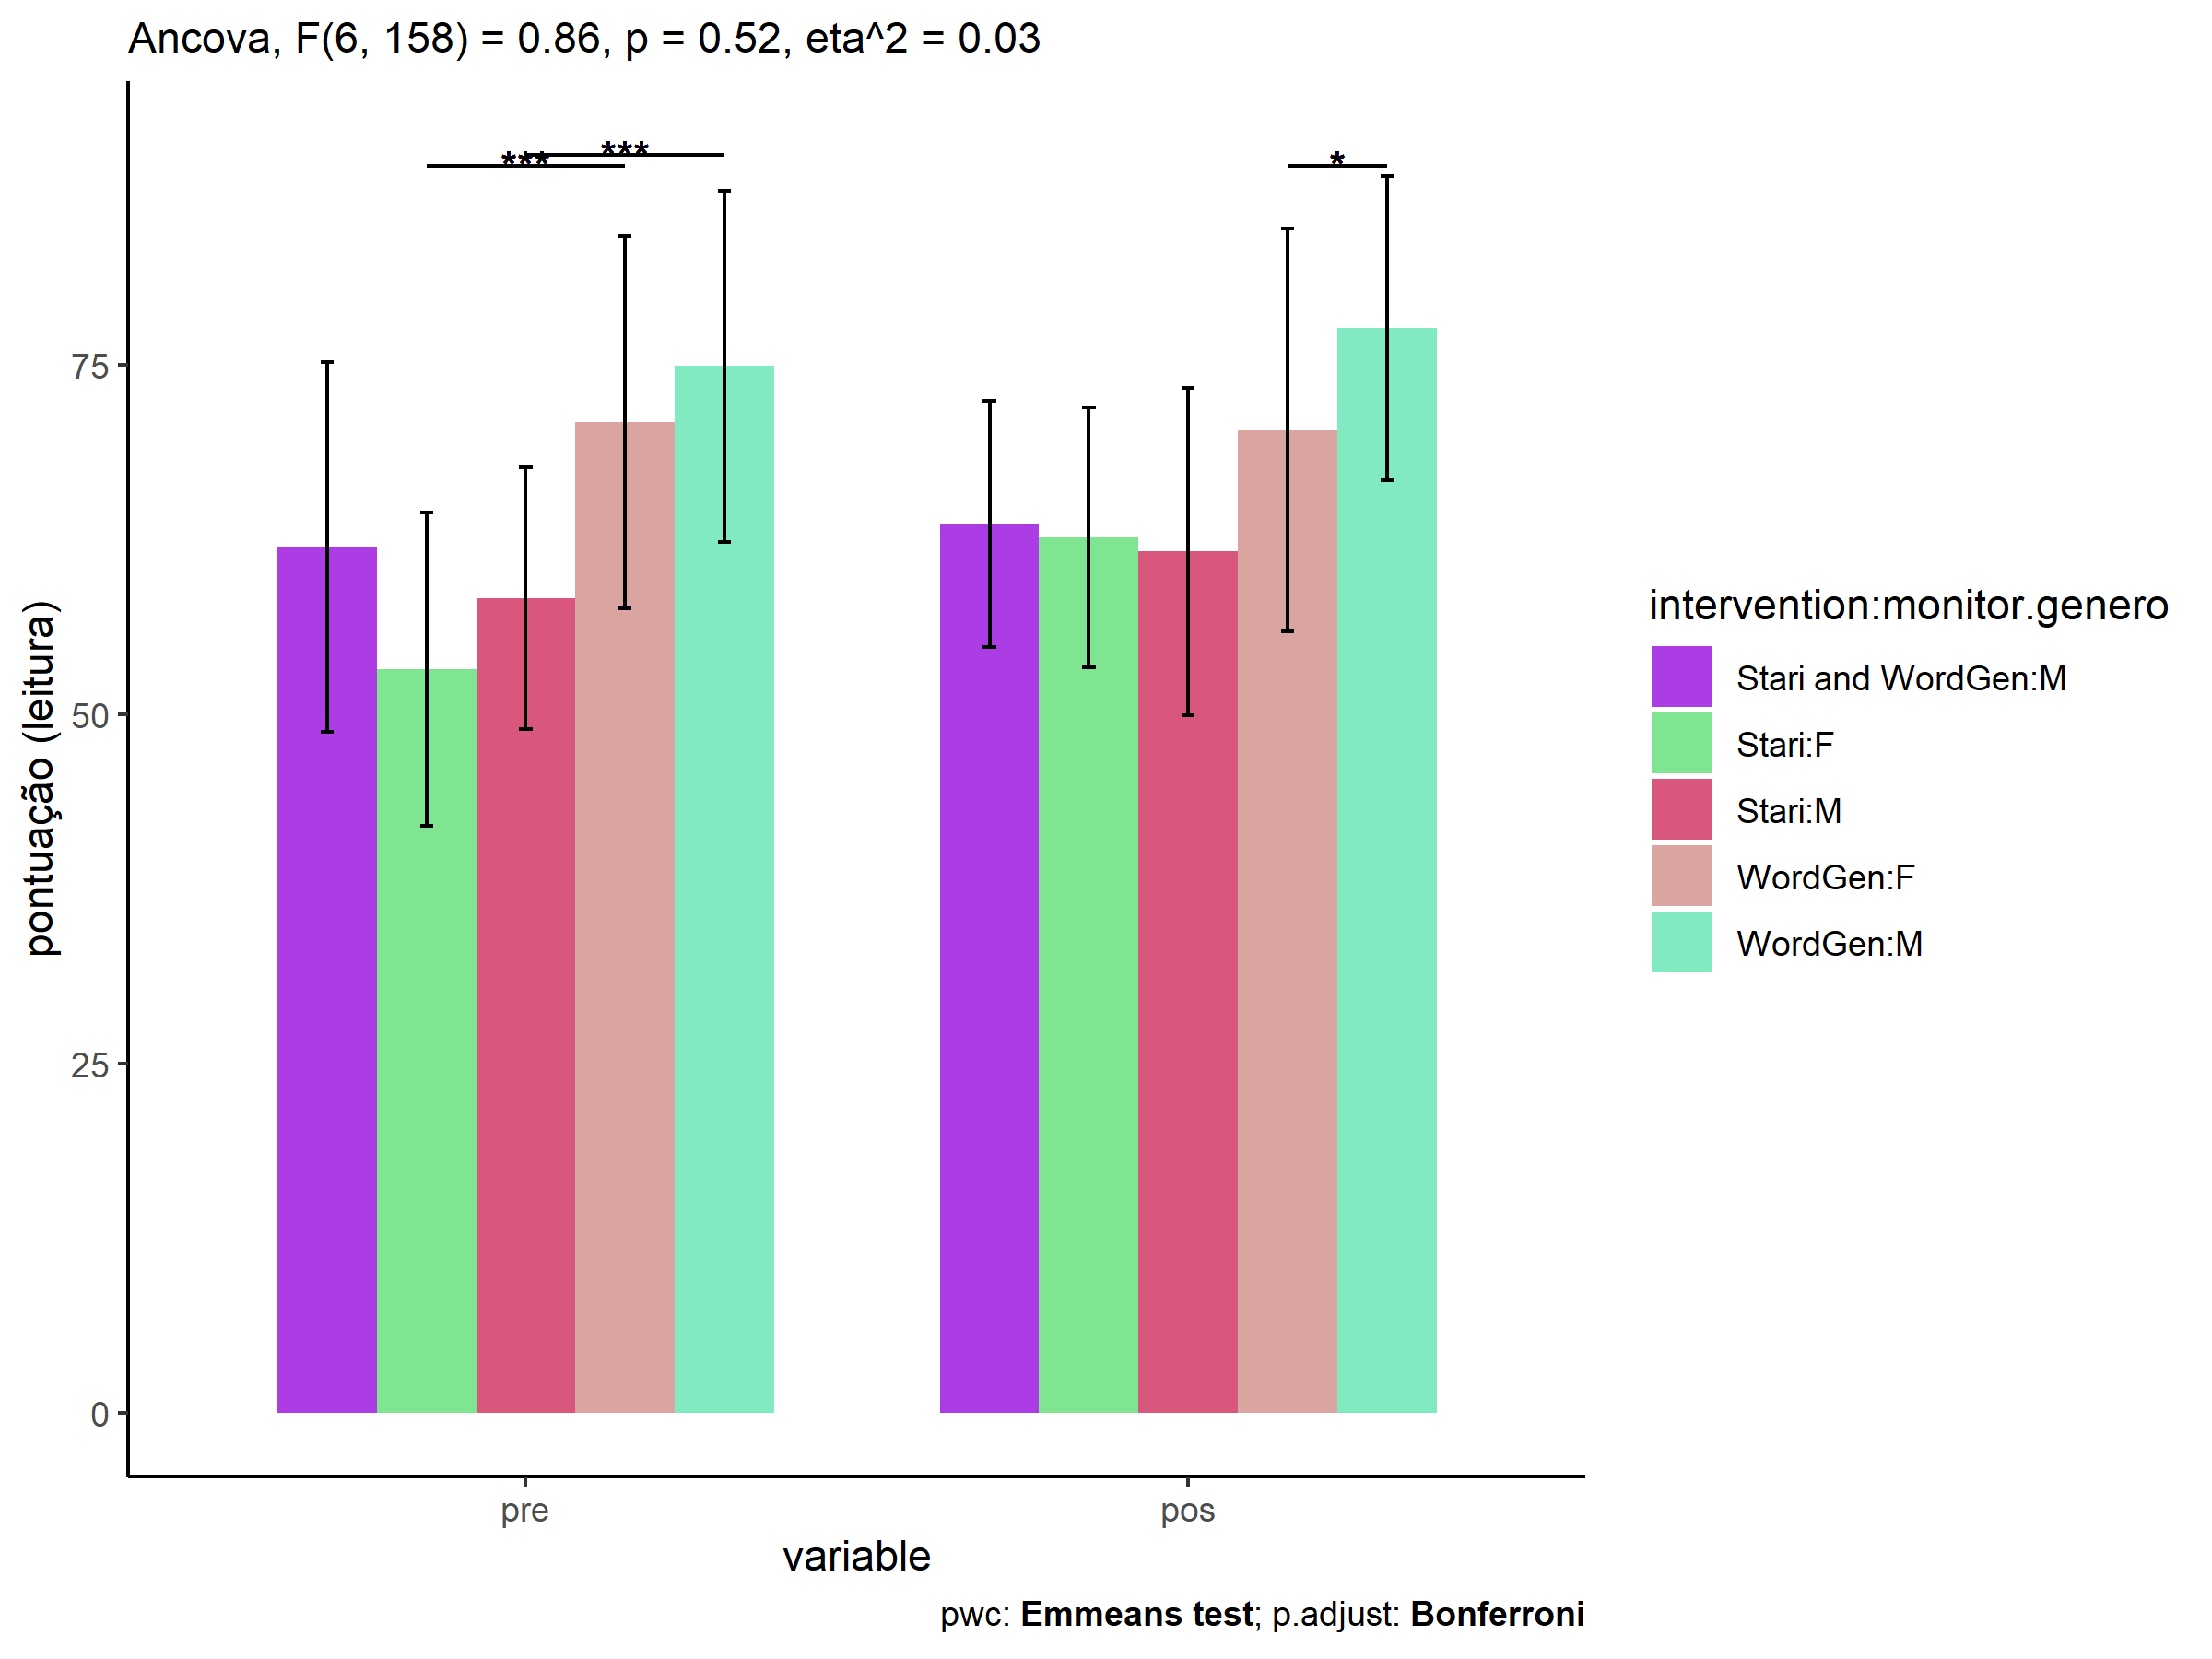 Ancova, F(6, 158) = 0.86, p = 0.52, eta^2 = 0.03
***
***
*
75
50
25
0
pontuação (leitura)
pre
pos
variable
pwc: Emmeans test; p.adjust: Bonferroni
intervention:monitor.genero
Stari and WordGen:M
Stari:F
Stari:M
WordGen:F
WordGen:M